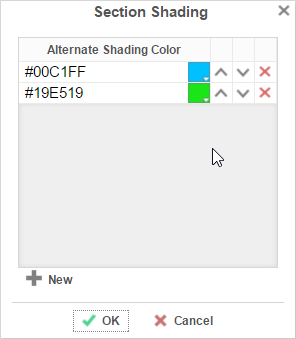 Section Shading
Alternate Shading Color
#00C1FF
#19E519
New
OK Cancel